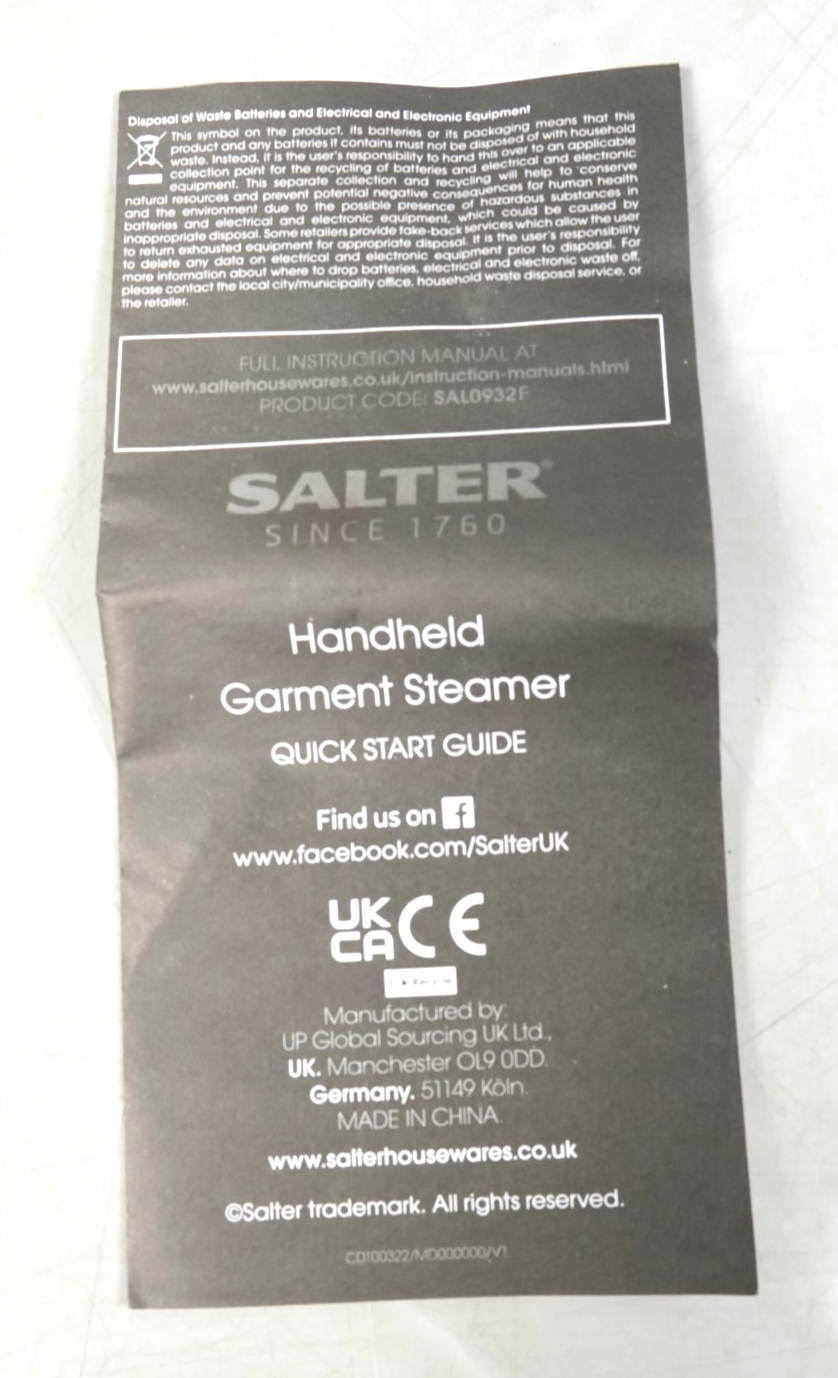 Disposal of Waste Batteries and Electrical and Electronic Equipment
This symbol on the product, its batteries or its packaging means that this
product and any batteries it contains must not be disposed of with household
waste. Instead, it is the user's responsibility to hand this over to an applicable
collection point for the recycling of batteries and electrical and electronic
equipment. This separate collection and recycling will help to conserve
natural resources and prevent potential negative consequences for human health
and the environment due to the possible presence of hazardous substances in
batteries and electrical and electronic equipment, which could be caused by
inappropriate disposal. Some retailers provide take-back services which allow the user
to return exhausted equipment for appropriate disposal. It is the user's responsibility
to delete any data on electrical and electronic equipment prior to disposal. For
more information about where to drop batteries, electrical and electronic waste off,
please contact the local city/municipality office, household waste disposal service, or
the retailer.
FULL INSTRUCTION MANUAL AT
www.salterhousewares.co.uk/instruction-manuals.html
PRODUCT CODE: SAL0932F
SALTER®
SINCE 1760
Handheld
Garment Steamer
QUICK START GUIDE
Find us on f
www.facebook.com/SalterUK
UK
CA CE
Recycle
Manufactured by:
UP Global Sourcing UK Ltd.,
UK. Manchester OL9 0DD.
Germany. 51149 Köln.
MADE IN CHINA.
www.salterhousewares.co.uk
©Salter trademark. All rights reserved.
CD100322/MD000000/V1